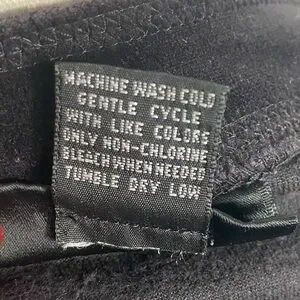 MACHINE WASH COLD
GENTLE CYCLE
WITH LIKE COLORS
ONLY NON-CHLORINE
BLEACH WHEN NEEDED
TUMBLE DRY LOW